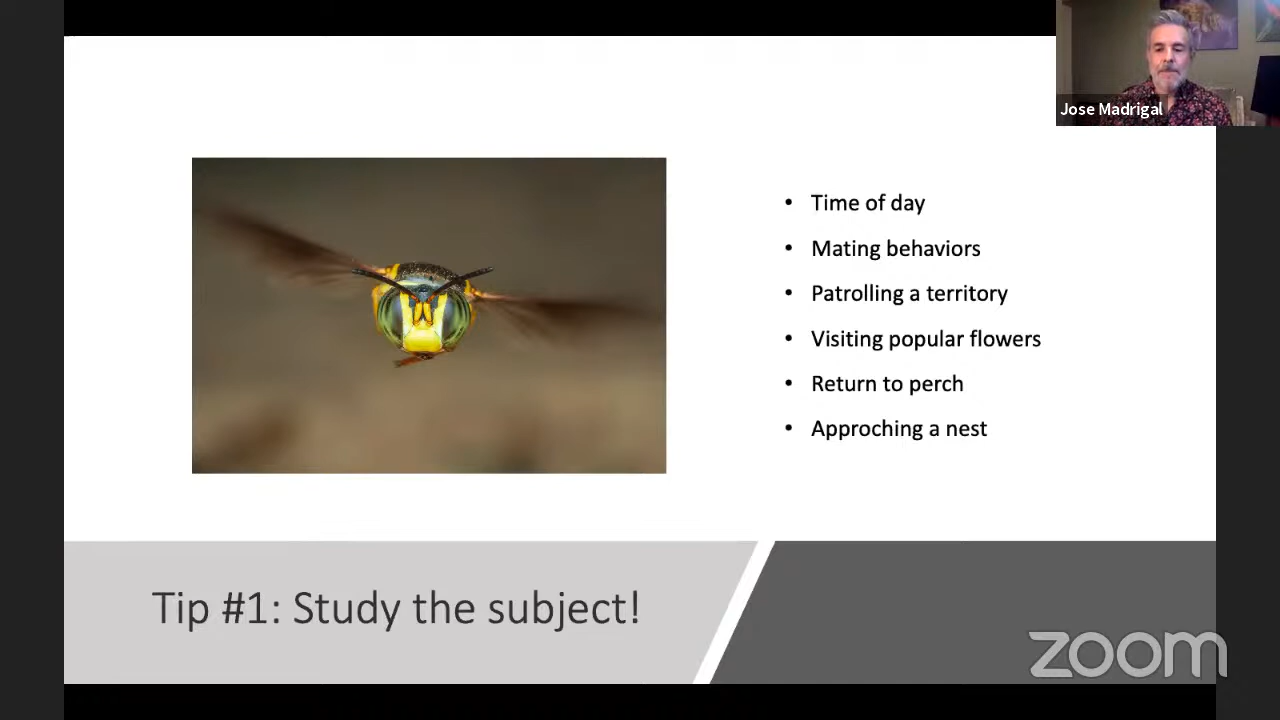 Jose Madrigal
• Time of day
• Mating behaviors
• Patrolling a territory
• Visiting popular flowers
• Return to perch
• Approching a nest
Tip #1: Study the subject!
zoom